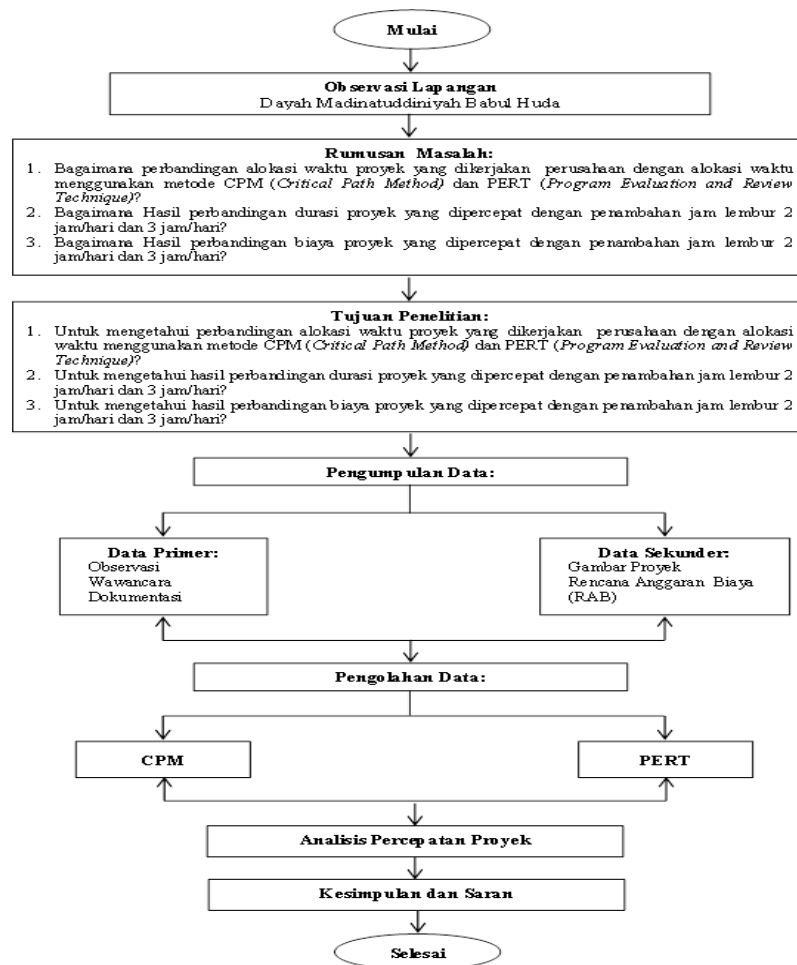 Mulai
Observasi Lapangan
Dayah Madinatuddiniyah Babul Huda
Rumusan Masalah:
1. Bagaimana perbandingan alokasi waktu proyek yang dikerjakan perusahaan dengan alokasi waktu
menggunakan metode CPM (Critical Path Method) dan PERT (Program Evaluation and Review
Technique)?
2. Bagaimana Hasil perbandingan durasi proyek yang dipercepat dengan penambahan jam lembur 2
jam/hari dan 3 jam/hari?
3. Bagaimana Hasil perbandingan biaya proyek yang dipercepat dengan penambahan jam lembur 2
jam/hari dan 3 jam/hari?
Tujuan Penelitian:
1. Untuk mengetahui perbandingan alokasi waktu proyek yang dikerjakan perusahaan dengan alokasi
waktu menggunakan metode CPM (Critical Path Method) dan PERT (Program Evaluation and Review
Technique)?
2. Untuk mengetahui hasil perbandingan durasi proyek yang dipercepat dengan penambahan jam lembur 2
jam/hari dan 3 jam/hari?
3. Untuk mengetahui hasil perbandingan biaya proyek yang dipercepat dengan penambahan jam lembur 2
jam/hari dan 3 jam/hari?
Pengumpulan Data:
Data Primer:
Observasi
Wawancara
Dokumentasi
Data Sekunder:
Gambar Proyek
Rencana Anggaran Biaya
(RAB)
Pengolahan Data:
CPM
PERT
Analisis Percepatan Proyek
Kesimpulan dan Saran
Selesai